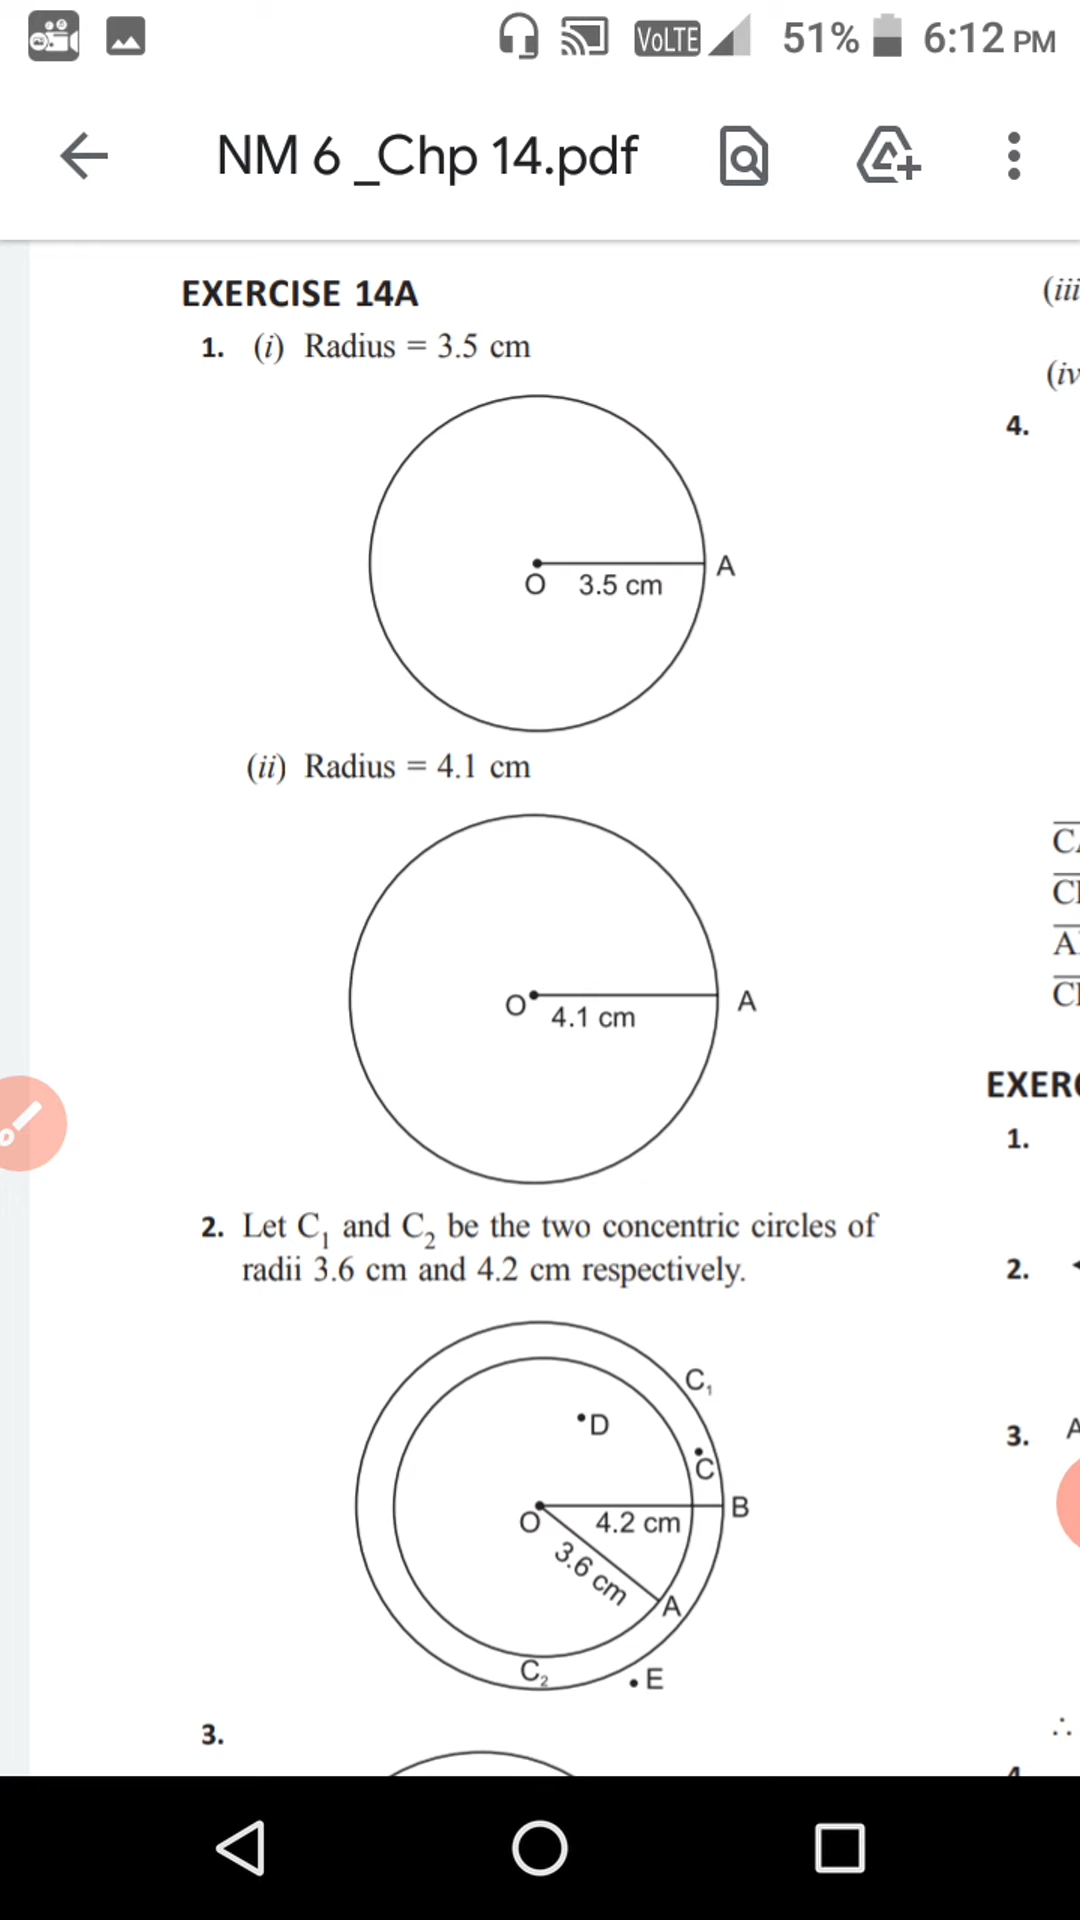 VoLTE 51% 6:12 PM
NM 6 _Chp 14.pdf
EXERCISE 14A
1. (i) Radius = 3.5 cm
O 3.5 cm A
(ii) Radius = 4.1 cm
O 4.1 cm A
2. Let C₁ and C₂ be the two concentric circles of
radii 3.6 cm and 4.2 cm respectively.
C₁
D
C
O 4.2 cm B
3.6 cm
A
C₂
E
3.
(iii
(iv
4.
1.
2.
3.
∴